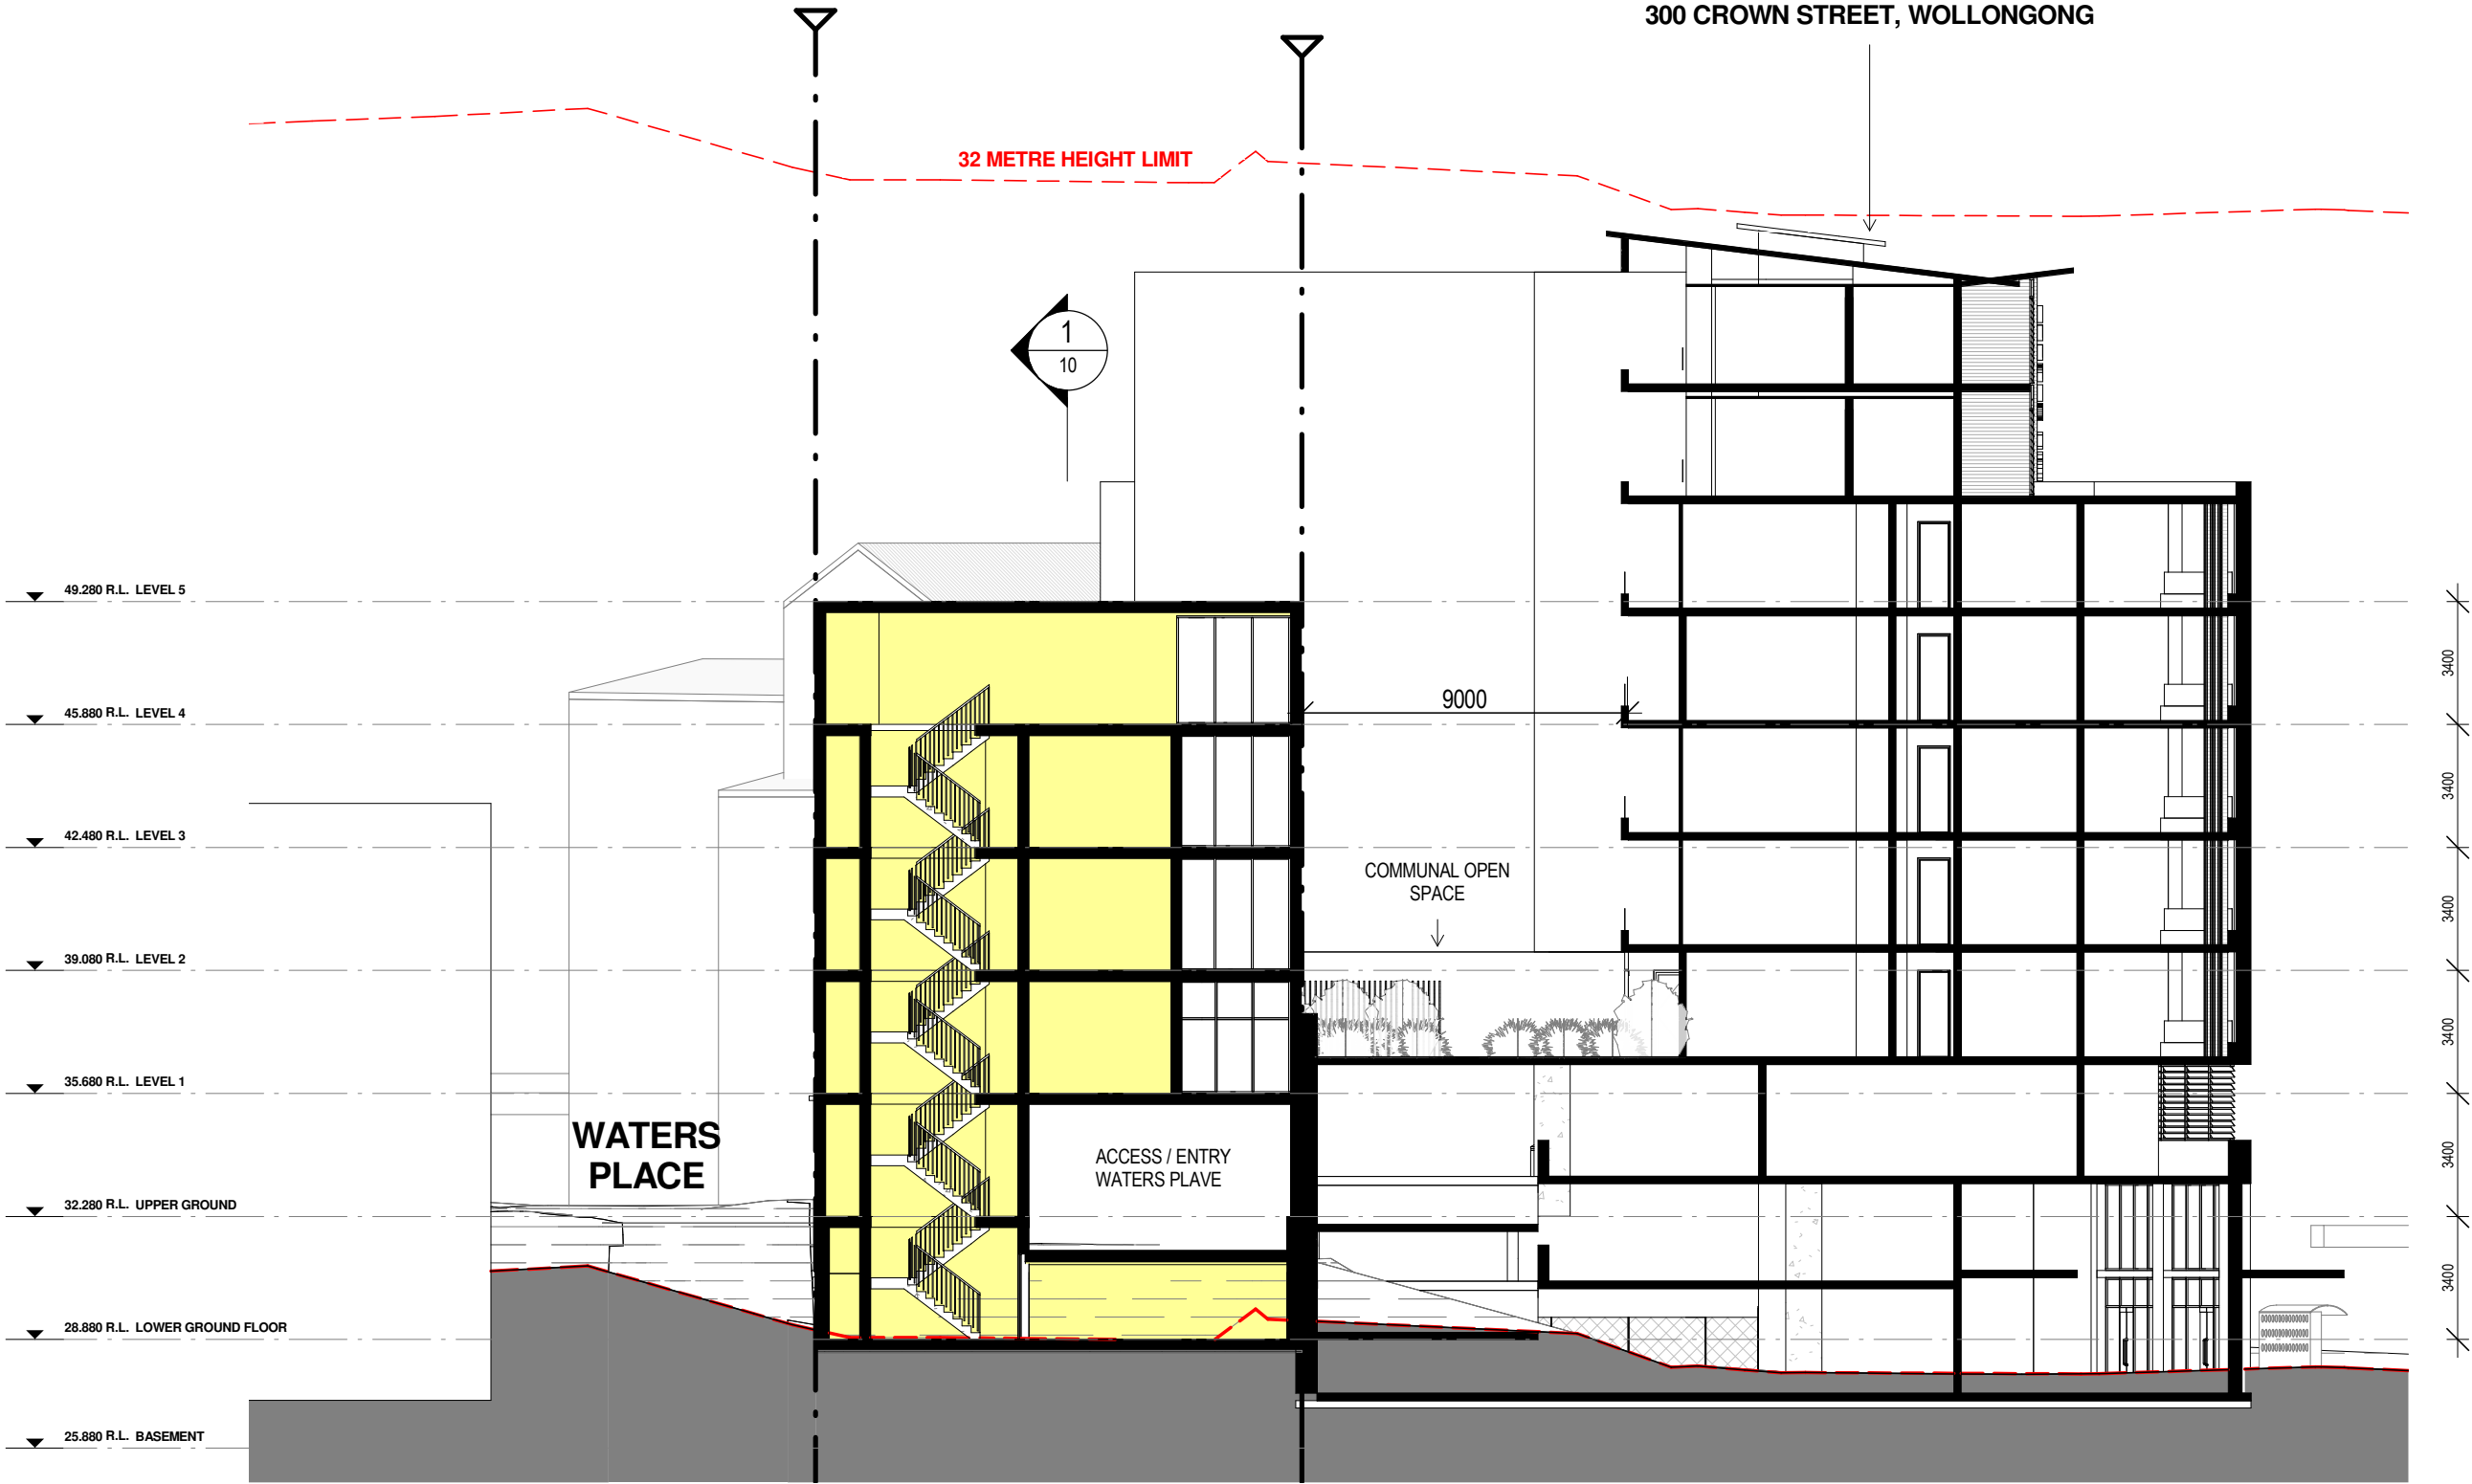 300 CROWN STREET, WOLLONGONG
32 METRE HEIGHT LIMIT
1
10
49.280 R.L. LEVEL 5
3400
45.880 R.L. LEVEL 4
9000
3400
42.480 R.L. LEVEL 3
COMMUNAL OPEN
SPACE
3400
39.080 R.L. LEVEL 2
3400
35.680 R.L. LEVEL 1
WATERS
PLACE
ACCESS / ENTRY
WATERS PLAVE
3400
32.280 R.L. UPPER GROUND
3400
28.880 R.L. LOWER GROUND FLOOR
25.880 R.L. BASEMENT